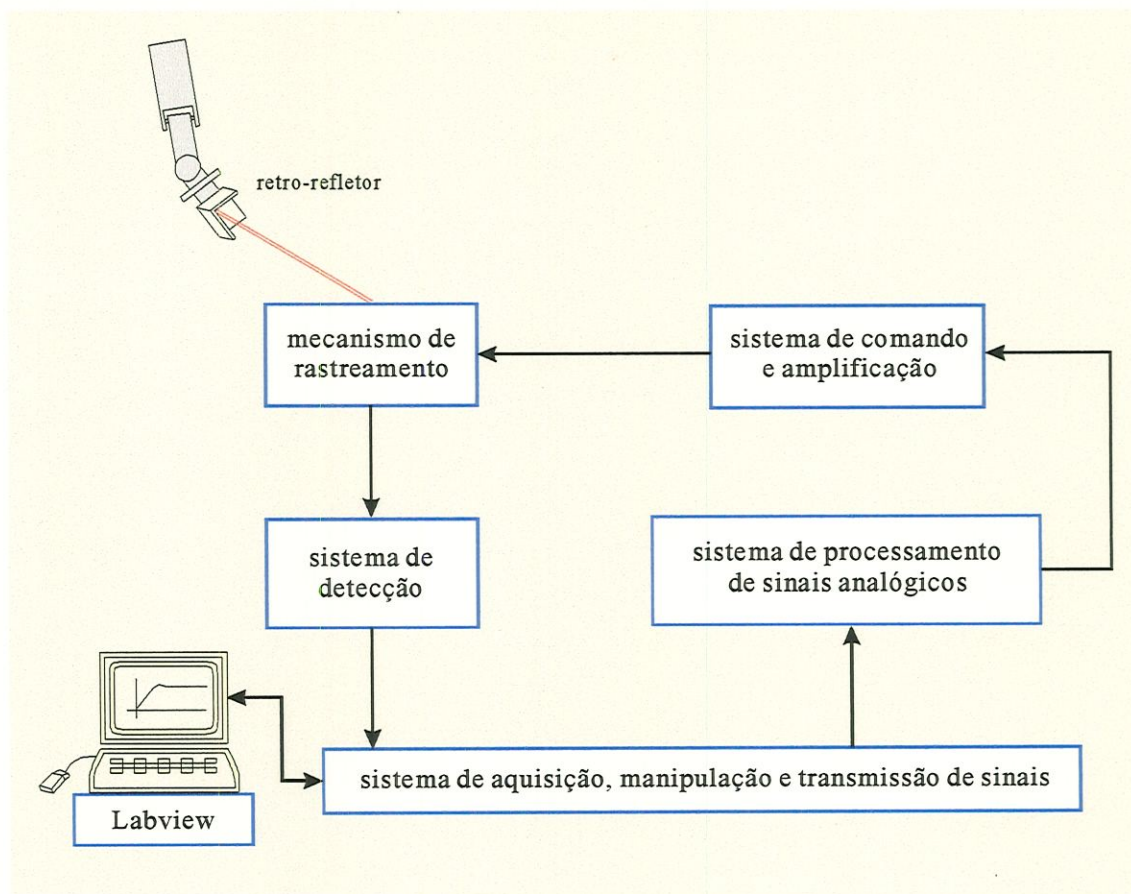 retro-refletor
mecanismo de
rastreamento
sistema de comando
e amplificação
sistema de
detecção
sistema de processamento
de sinais analógicos
sistema de aquisição, manipulação e transmissão de sinais
Labview